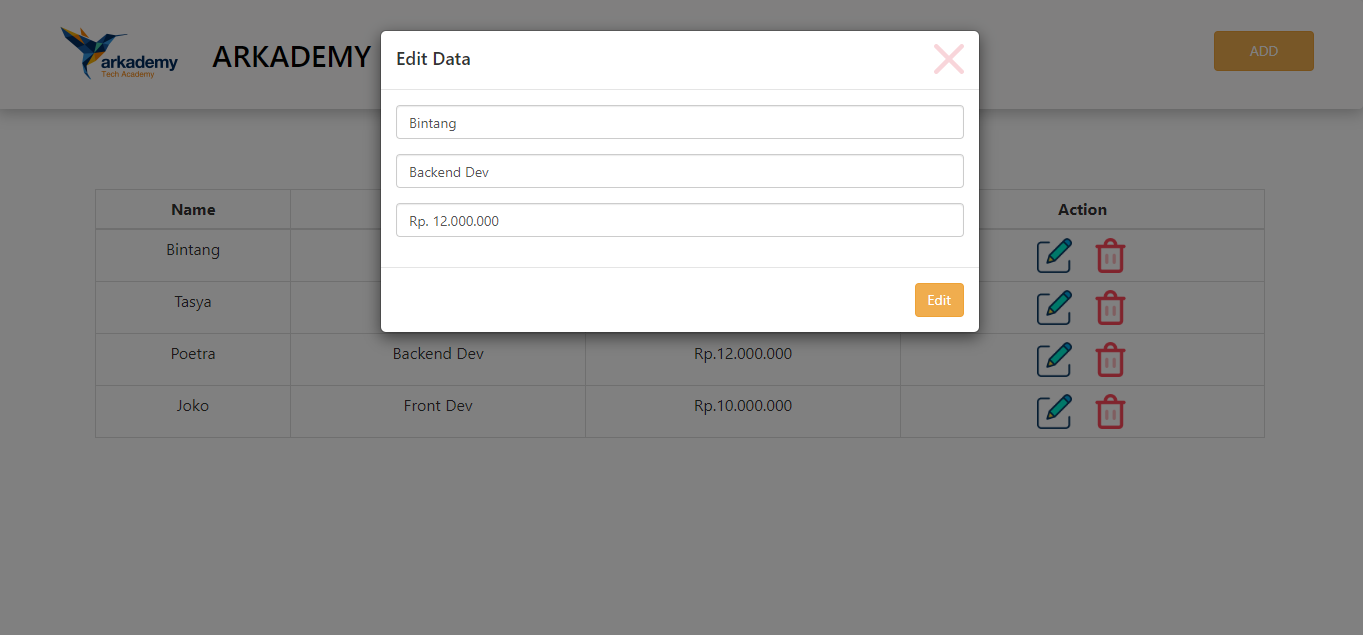 arkademy
Tech Academy
ARKADEMY
ADD
Edit Data
Bintang
Backend Dev
Rp. 12.000.000
Edit
Name Action
Bintang
Tasya
Poetra Backend Dev Rp.12.000.000
Joko Front Dev Rp.10.000.000